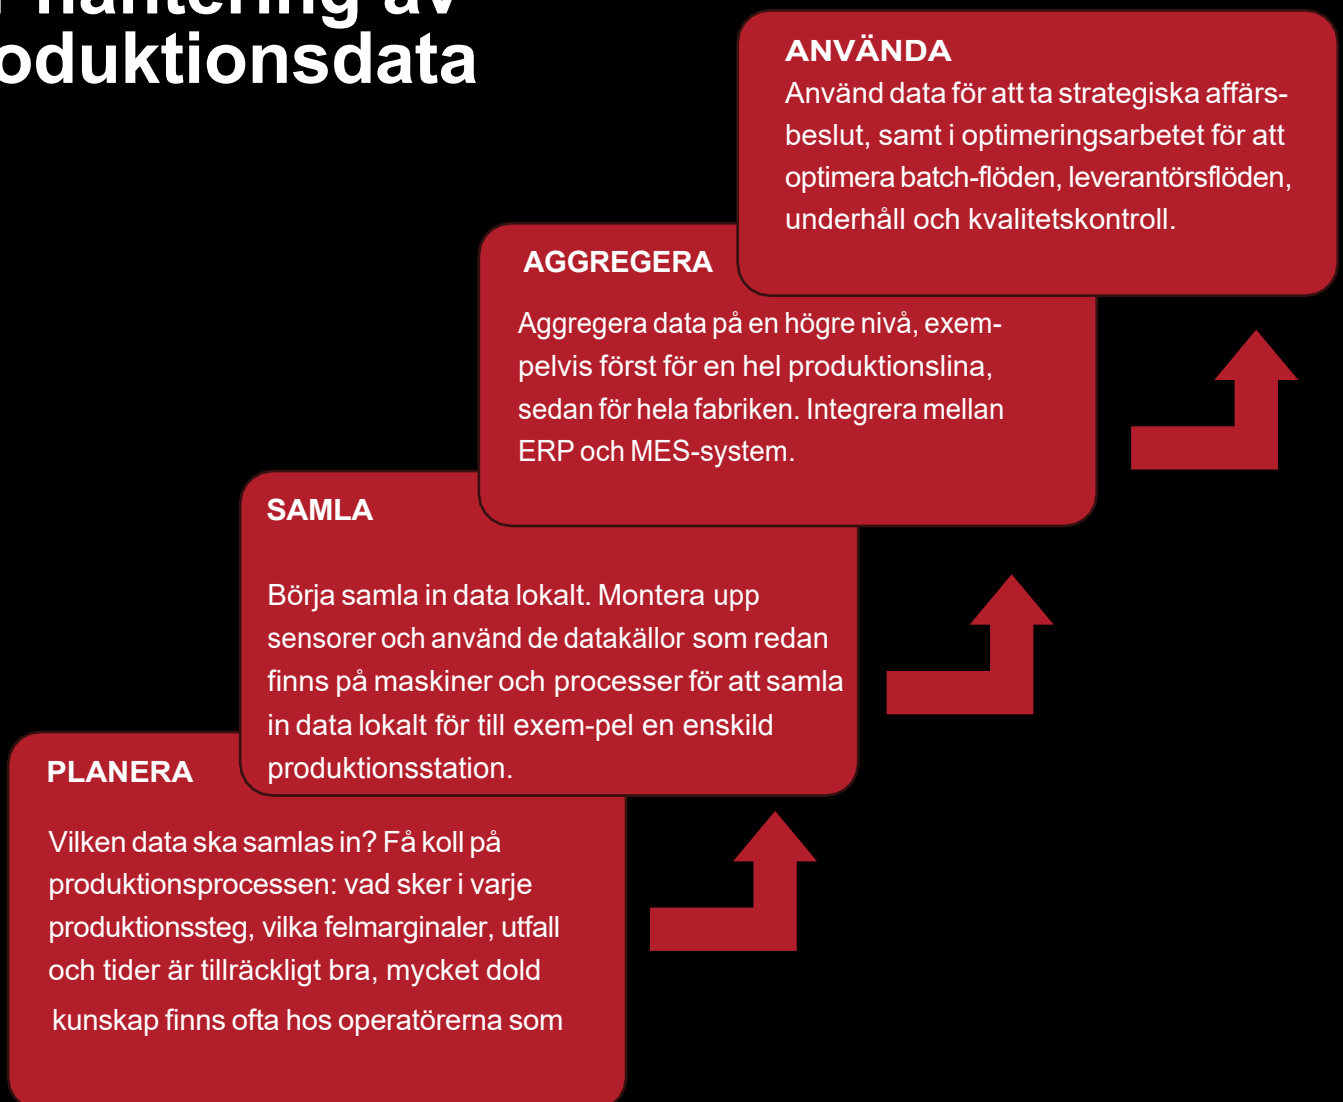 hantering av
oduktionsdata
ANVÄNDA
Använd data för att ta strategiska affärs-
beslut, samt i optimeringsarbetet för att
optimera batch-flöden, leverantörsflöden,
underhåll och kvalitetskontroll.
AGGREGERA
Aggregera data på en högre nivå, exem-
pelvis först för en hel produktionslina,
sedan för hela fabriken. Integrera mellan
ERP och MES-system.
SAMLA
Börja samla in data lokalt. Montera upp
sensorer och använd de datakällor som redan
finns på maskiner och processer för att samla
in data lokalt för till exem-pel en enskild
produktionsstation.
PLANERA
Vilken data ska samlas in? Få koll på
produktionsprocessen: vad sker i varje
produktionssteg, vilka felmarginaler, utfall
och tider är tillräckligt bra, mycket dold
kunskap finns ofta hos operatörerna som